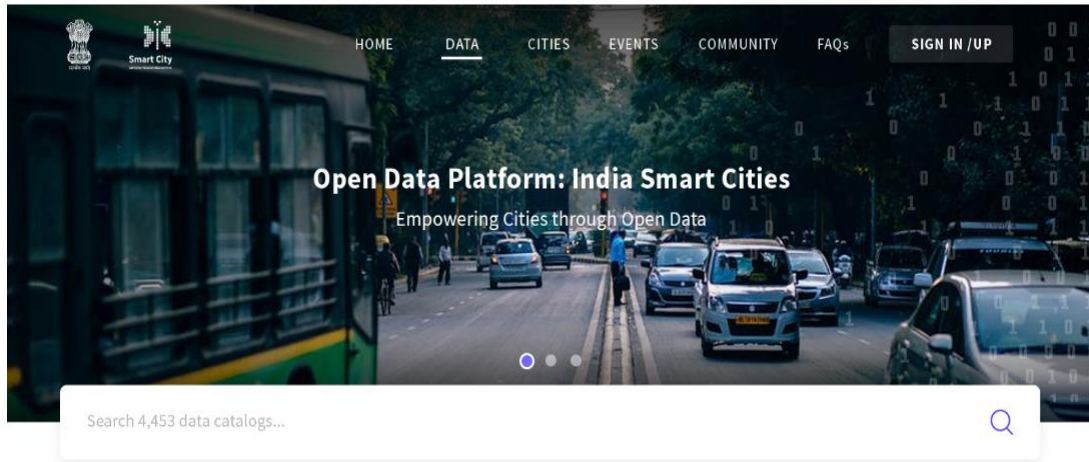 Smart City
HOME DATA CITIES EVENTS COMMUNITY FAQs SIGN IN /UP
Open Data Platform: India Smart Cities
Empowering Cities through Open Data
Search 4,453 data catalogs...